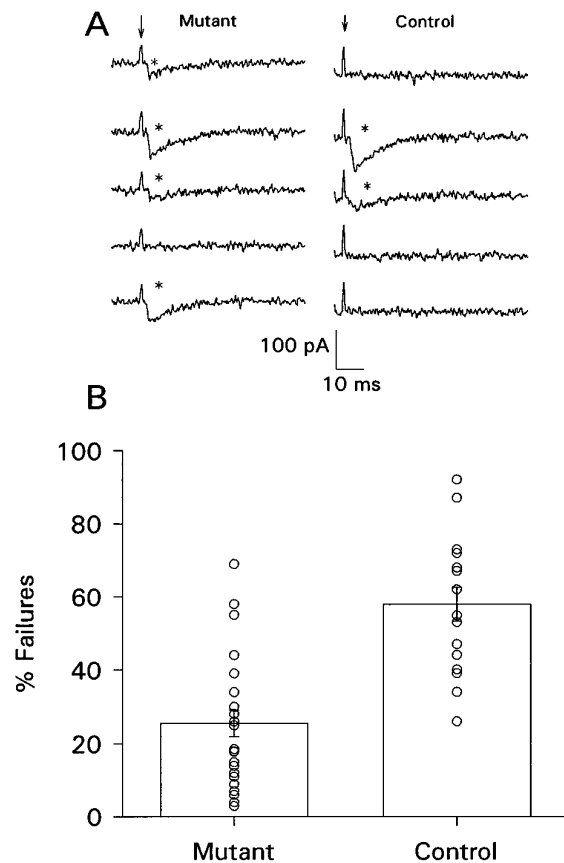 A
Mutant
Control
*
*
*
*
*
*
100 pA
10 ms
B
% Failures
100
80
60
40
20
0
Mutant
Control